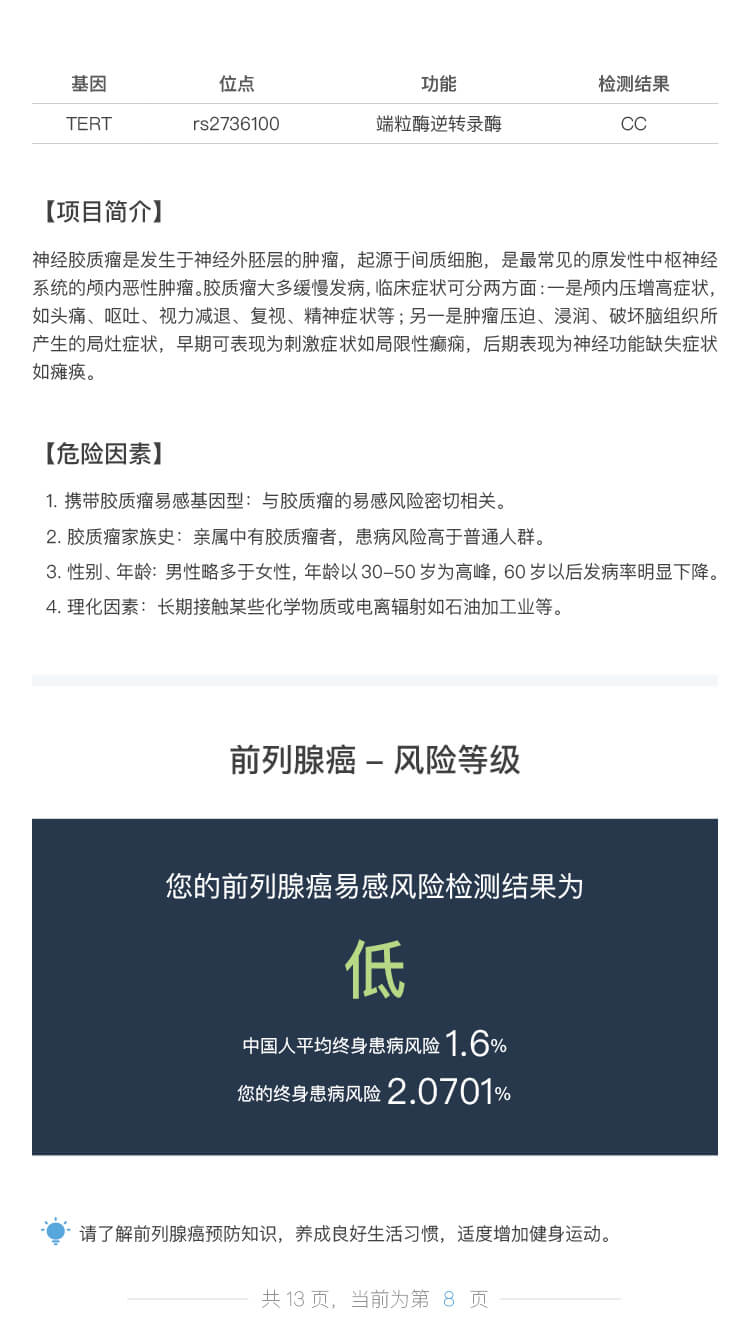 基因 位点 功能 检测结果
TERT rs2736100 端粒酶逆转录酶 CC
【项目简介】
神经胶质瘤是发生于神经外胚层的肿瘤，起源于间质细胞，是最常见的原发性中枢神经
系统的颅内恶性肿瘤。胶质瘤大多缓慢发病，临床症状可分两方面：一是颅内压增高症状，
如头痛、呕吐、视力减退、复视、精神症状等；另一是肿瘤压迫、浸润、破坏脑组织所
产生的局灶症状，早期可表现为刺激症状如局限性癫痫，后期表现为神经功能缺失症状
如瘫痪。
【危险因素】
1. 携带胶质瘤易感基因型：与胶质瘤的易感风险密切相关。
2. 胶质瘤家族史：亲属中有胶质瘤者，患病风险高于普通人群。
3. 性别、年龄：男性略多于女性，年龄以 30–50 岁为高峰，60 岁以后发病率明显下降。
4. 理化因素：长期接触某些化学物质或电离辐射如石油加工业等。
前列腺癌 – 风险等级
您的前列腺癌易感风险检测结果为
低
中国人平均终身患病风险 1.6%
您的终身患病风险 2.0701%
请了解前列腺癌预防知识，养成良好生活习惯，适度增加健身运动。
共 13 页，当前为第 8 页